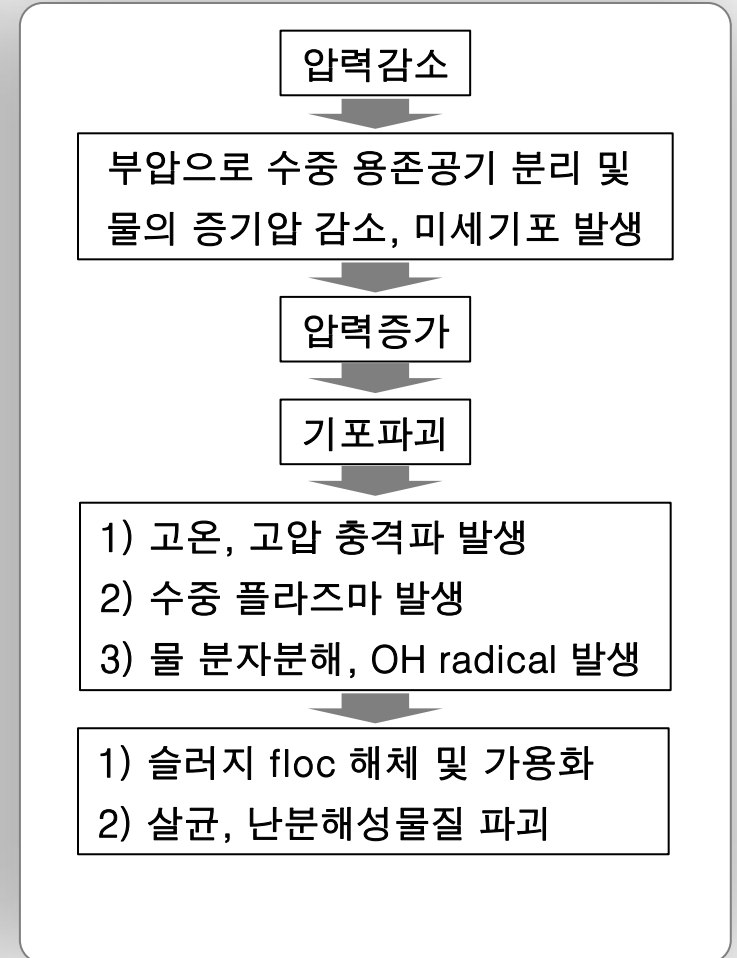 압력감소
부압으로 수중 용존공기 분리 및
물의 증기압 감소, 미세기포 발생
압력증가
기포파괴
1) 고온, 고압 충격파 발생
2) 수중 플라즈마 발생
3) 물 분자분해, OH radical 발생
1) 슬러지 floc 해체 및 가용화
2) 살균, 난분해성물질 파괴